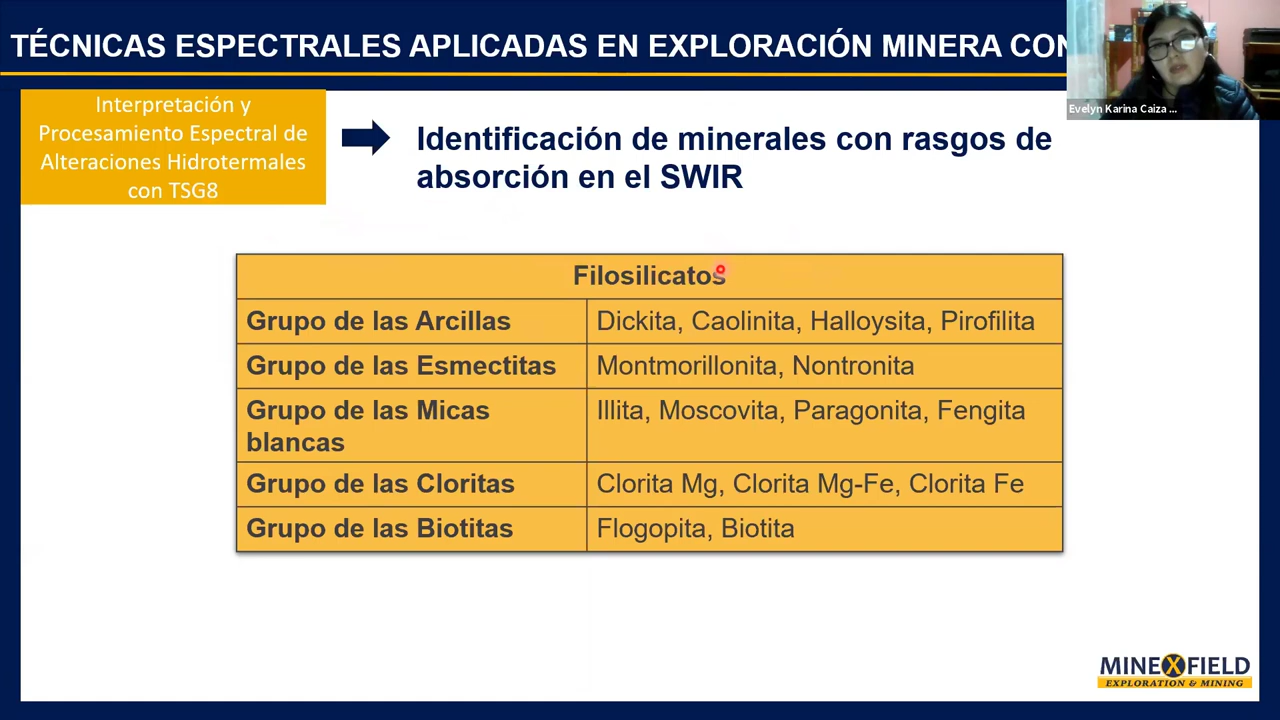 TÉCNICAS ESPECTRALES APLICADAS EN EXPLORACIÓN MINERA CON
Evelyn Karina Caiza ...
Interpretación y
Procesamiento Espectral de
Alteraciones Hidrotermales
con TSG8
Identificación de minerales con rasgos de
absorción en el SWIR
Filosilicatos
Grupo de las Arcillas Dickita, Caolinita, Halloysita, Pirofilita
Grupo de las Esmectitas Montmorillonita, Nontronita
Grupo de las Micas blancas Illita, Moscovita, Paragonita, Fengita
Grupo de las Cloritas Clorita Mg, Clorita Mg-Fe, Clorita Fe
Grupo de las Biotitas Flogopita, Biotita
MINEXFIELD
EXPLORATION & MINING